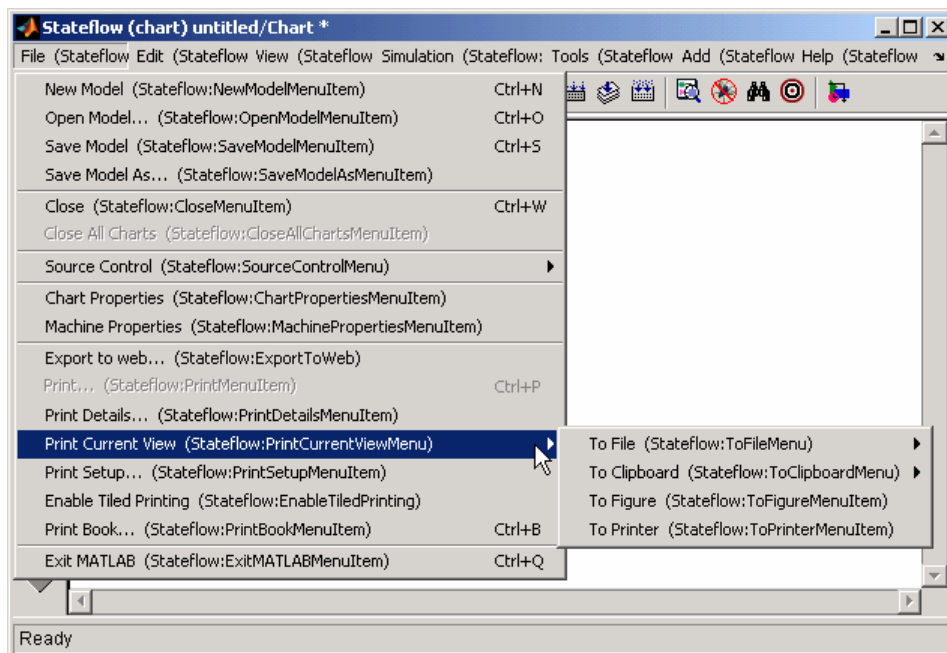 Stateflow (chart) untitled/Chart *
File (Stateflow Edit (Stateflow View (Stateflow Simulation (Stateflow: Tools (Stateflow Add (Stateflow Help (Stateflow
New Model (Stateflow:NewModelMenuItem) Ctrl+N
Open Model... (Stateflow:OpenModelMenuItem) Ctrl+O
Save Model (Stateflow:SaveModelMenuItem) Ctrl+S
Save Model As... (Stateflow:SaveModelAsMenuItem)
Close (Stateflow:CloseMenuItem) Ctrl+W
Close All Charts (Stateflow:CloseAllChartsMenuItem)
Source Control (Stateflow:SourceControlMenu)
Chart Properties (Stateflow:ChartPropertiesMenuItem)
Machine Properties (Stateflow:MachinePropertiesMenuItem)
Export to web... (Stateflow:ExportToWeb)
Print... (Stateflow:PrintMenuItem) Ctrl+P
Print Details... (Stateflow:PrintDetailsMenuItem)
Print Current View (Stateflow:PrintCurrentViewMenu) To File (Stateflow:ToFileMenu)
Print Setup... (Stateflow:PrintSetupMenuItem) To Clipboard (Stateflow:ToClipboardMenu)
Enable Tiled Printing (Stateflow:EnableTiledPrinting) To Figure (Stateflow:ToFigureMenuItem)
Print Book... (Stateflow:PrintBookMenuItem) Ctrl+B To Printer (Stateflow:ToPrinterMenuItem)
Exit MATLAB (Stateflow:ExitMATLABMenuItem) Ctrl+Q
Ready